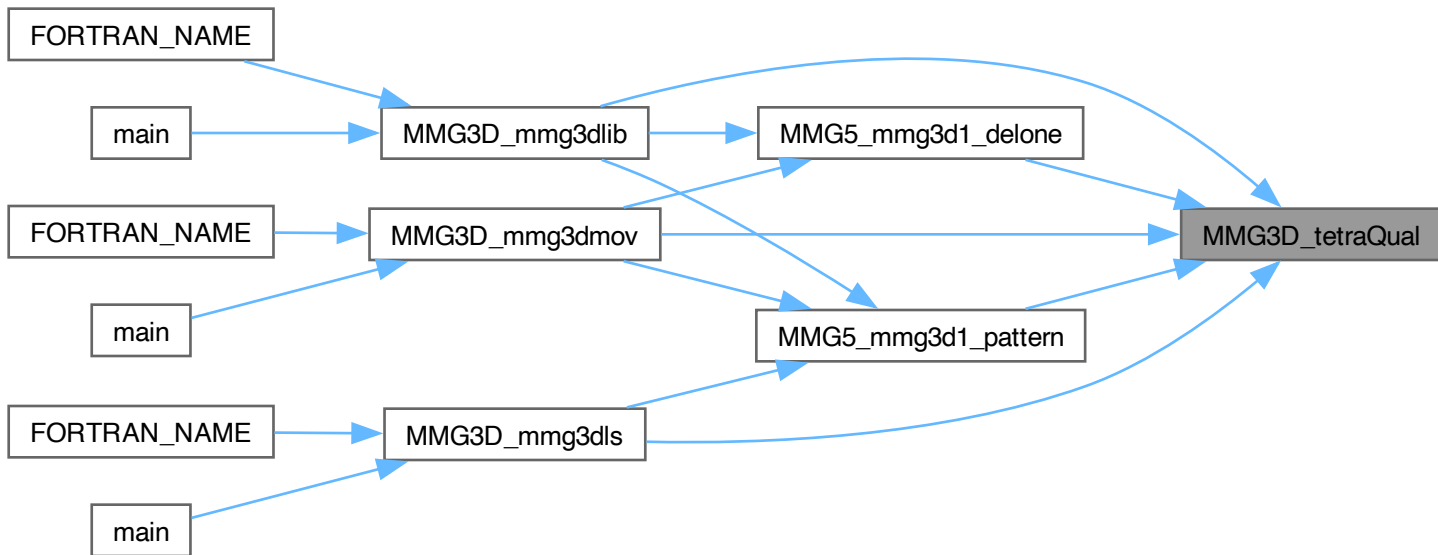 FORTRAN_NAME
main
MMG3D_mmg3dlib
MMG5_mmg3d1_delone
FORTRAN_NAME
MMG3D_mmg3dmov
MMG3D_tetraQual
main
MMG5_mmg3d1_pattern
FORTRAN_NAME
MMG3D_mmg3dls
main